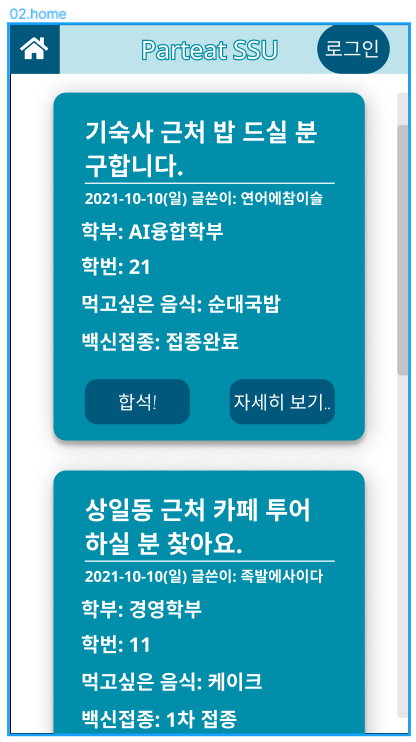 02.home
Parteat SSU
로그인
기숙사 근처 밥 드실 분
구합니다.
2021-10-10(일) 글쓴이: 연어에참이슬
학부: AI융합학부
학번: 21
먹고싶은 음식: 순대국밥
백신접종: 접종완료
합석!
자세히 보기..
상일동 근처 카페 투어
하실 분 찾아요.
2021-10-10(일) 글쓴이: 족발에사이다
학부: 경영학부
학번: 11
먹고싶은 음식: 케이크
백신접종: 1차 접종